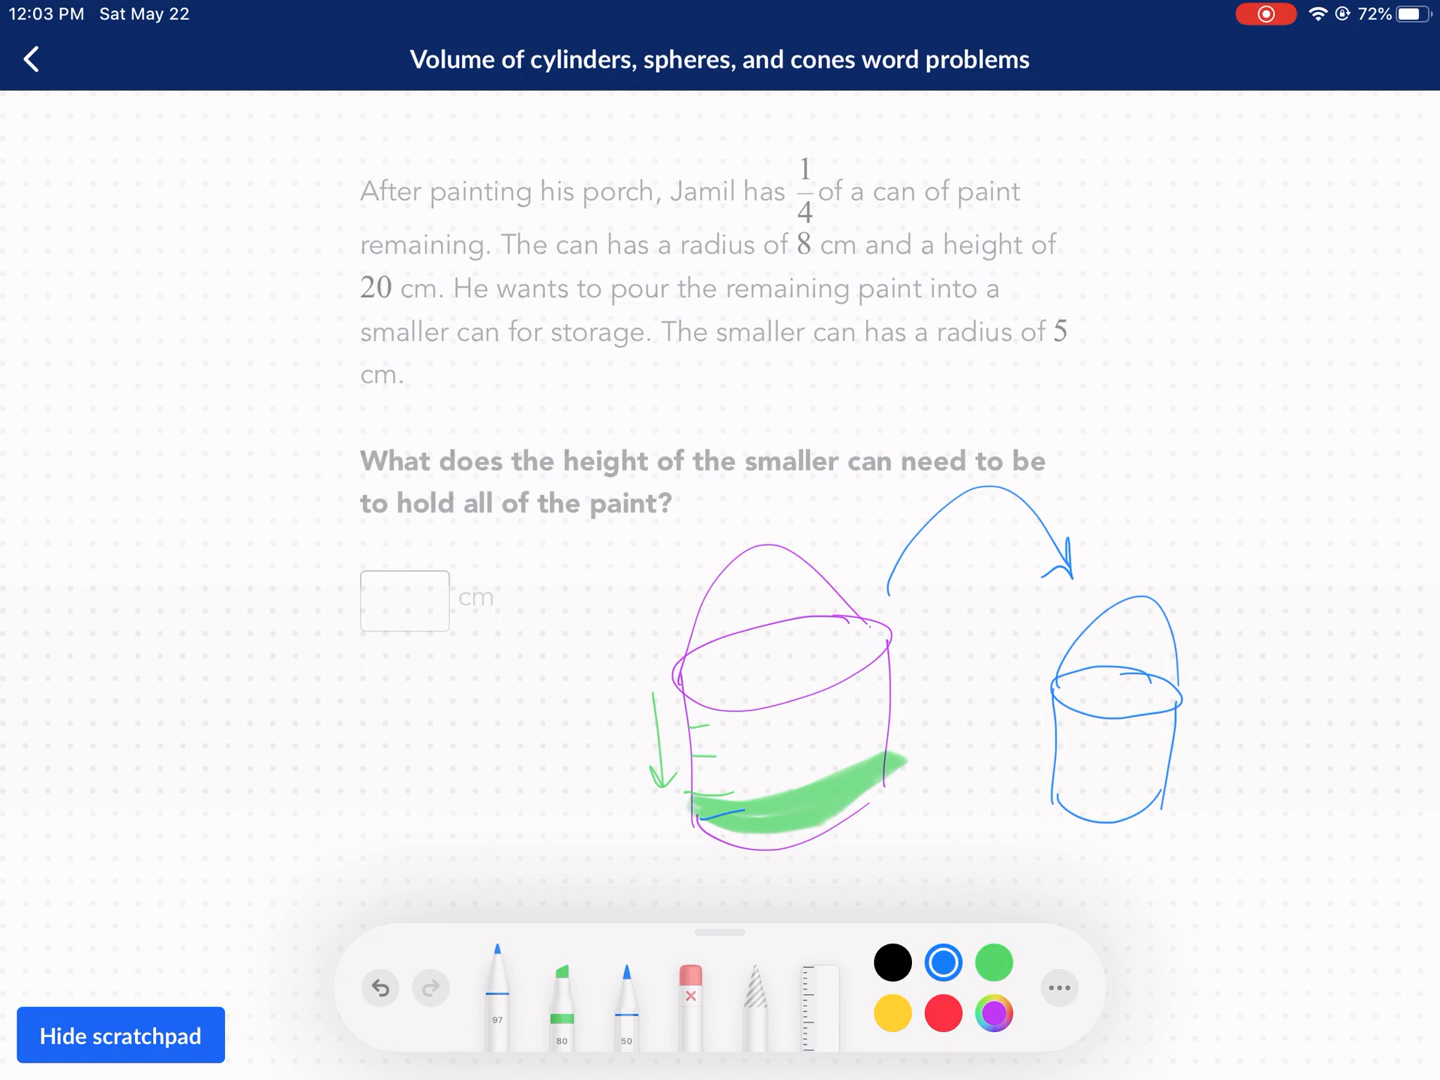 12:03 PM Sat May 22
72%
Volume of cylinders, spheres, and cones word problems
After painting his porch, Jamil has 1/4 of a can of paint
remaining. The can has a radius of 8 cm and a height of
20 cm. He wants to pour the remaining paint into a
smaller can for storage. The smaller can has a radius of 5
cm.
What does the height of the smaller can need to be
to hold all of the paint?
cm
97
80
50
Hide scratchpad